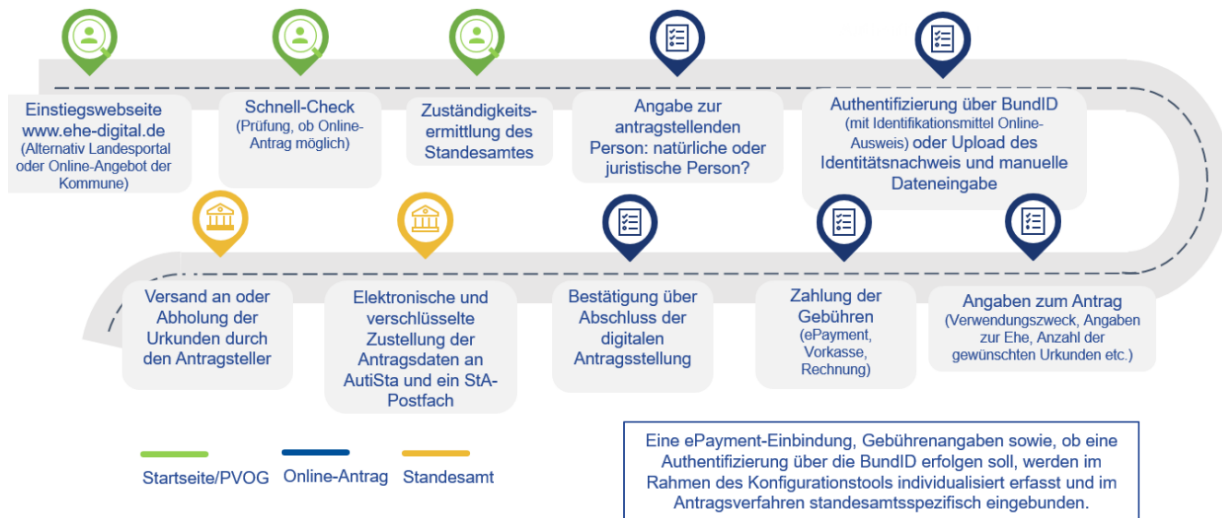 Einstiegswebseite
www.ehe-digital.de
(Alternativ Landesportal
oder Online-Angebot der
Kommune)
Schnell-Check
(Prüfung, ob Online-
Antrag möglich)
Zuständigkeits-
ermittlung des
Standesamtes
Angabe zur
antragstellenden
Person: natürliche oder
juristische Person?
Authentifizierung über BundID
(mit Identifikationsmittel Online-
Ausweis) oder Upload des
Identitätsnachweis und manuelle
Dateneingabe
Angaben zum Antrag
(Verwendungszweck, Angaben
zur Ehe, Anzahl der
gewünschten Urkunden etc.)
Zahlung der
Gebühren
(ePayment,
Vorkasse,
Rechnung)
Bestätigung über
Abschluss der
digitalen
Antragsstellung
Elektronische und
verschlüsselte
Zustellung der
Antragsdaten an
AutiSta und ein StA-
Postfach
Versand an oder
Abholung der
Urkunden durch
den Antragsteller
Startseite/PVOG
Online-Antrag
Standesamt
Eine ePayment-Einbindung, Gebührenangaben sowie, ob eine
Authentifizierung über die BundID erfolgen soll, werden im
Rahmen des Konfigurationstools individualisiert erfasst und im
Antragsverfahren standesamtsspezifisch eingebunden.